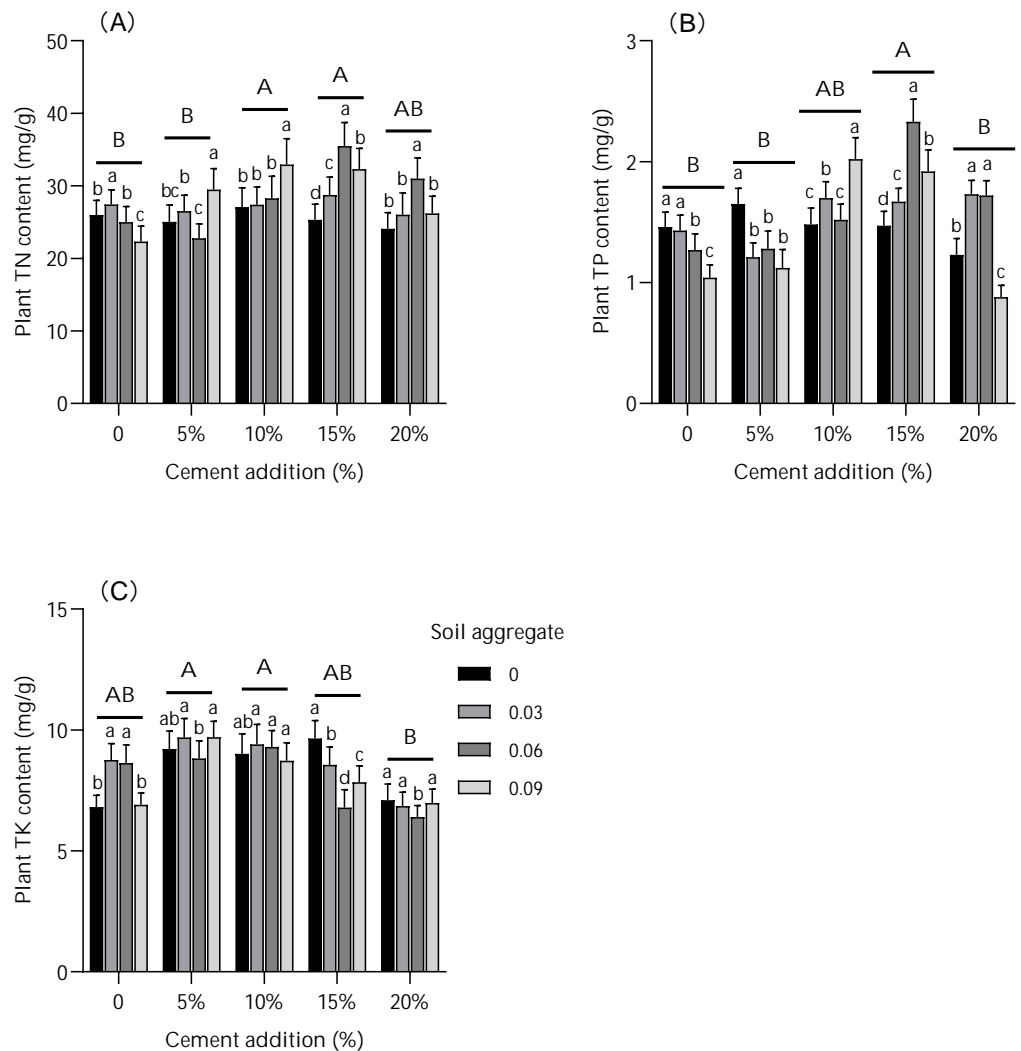 (A)
Plant TN content (mg/g)
50
40
30
20
10
0
B
B
A
A
AB
b a b c
bc b c a
b b b a
d c a b
b b a b
0 5% 10% 15% 20%
Cement addition (%)
(B)
Plant TP content (mg/g)
3
2
1
0
B
B
AB
A
B
a a b c
a b b b
c b c a
d c a b
b a a c
0 5% 10% 15% 20%
Cement addition (%)
(C)
Plant TK content (mg/g)
15
10
5
0
AB
A
A
AB
B
b a a b
ab a b a
ab a a a
a b d c
a a b a
0 5% 10% 15% 20%
Cement addition (%)
Soil aggregate
0
0.03
0.06
0.09